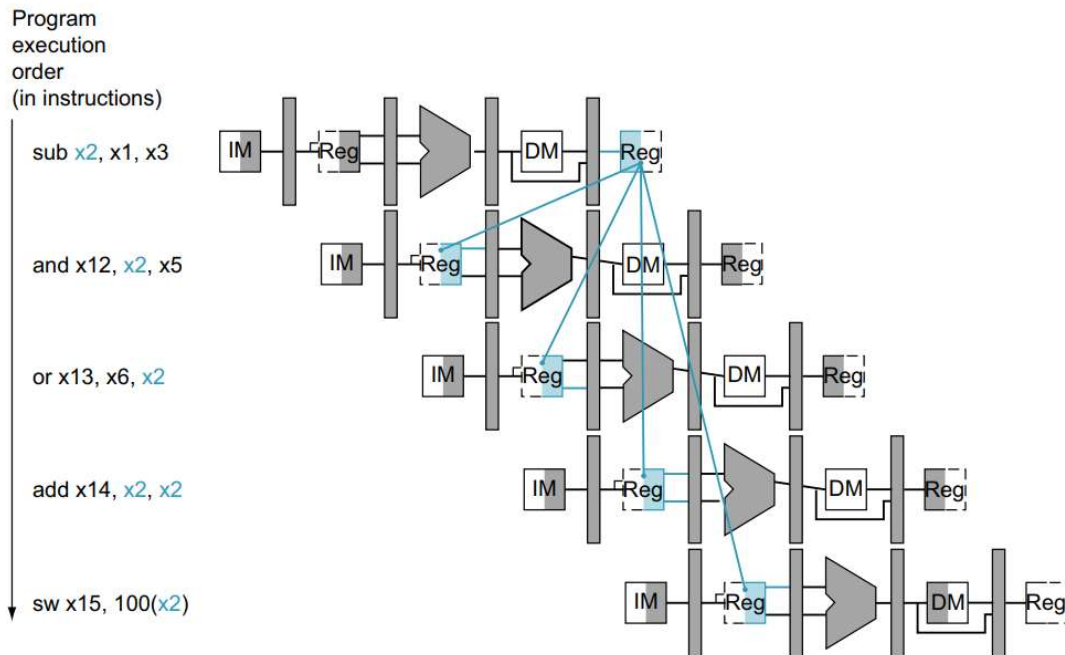 Program
execution
order
(in instructions)
sub x2, x1, x3
IM Reg DM Reg
and x12, x2, x5
IM Reg DM Reg
or x13, x6, x2
IM Reg DM Reg
add x14, x2, x2
IM Reg DM Reg
sw x15, 100(x2)
IM Reg DM Reg